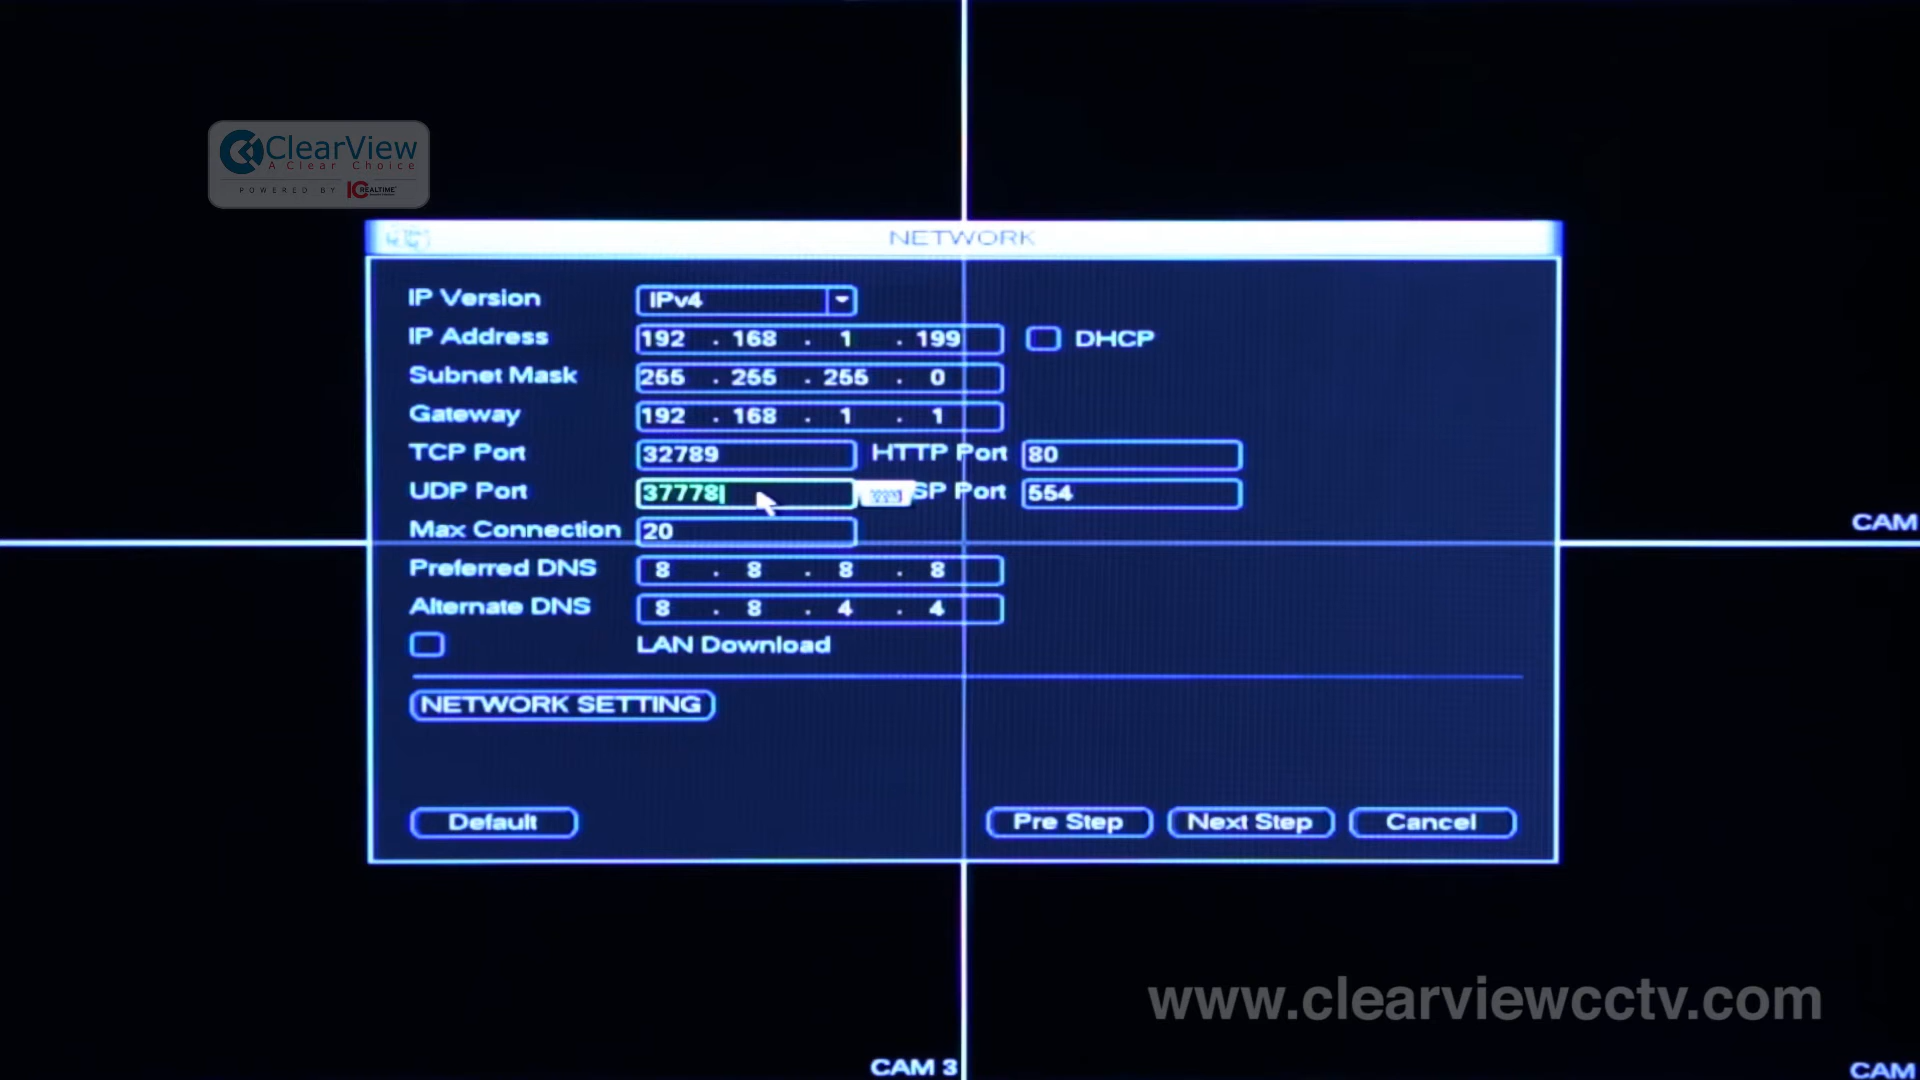 ClearView
A Clear Choice
POWERED BY IC REALTIME
NETWORK
IP Version IPv4
IP Address 192 . 168 . 1 . 199 DHCP
Subnet Mask 255 . 255 . 255 . 0
Gateway 192 . 168 . 1 . 1
TCP Port 32789 HTTP Port 80
UDP Port 37778 SP Port 554
Max Connection 20
CAM
Preferred DNS 8 . 8 . 8 . 8
Alternate DNS 8 . 8 . 4 . 4
LAN Download
NETWORK SETTING
Default Pre Step Next Step Cancel
www.clearviewcctv.com
CAM 3 CAM